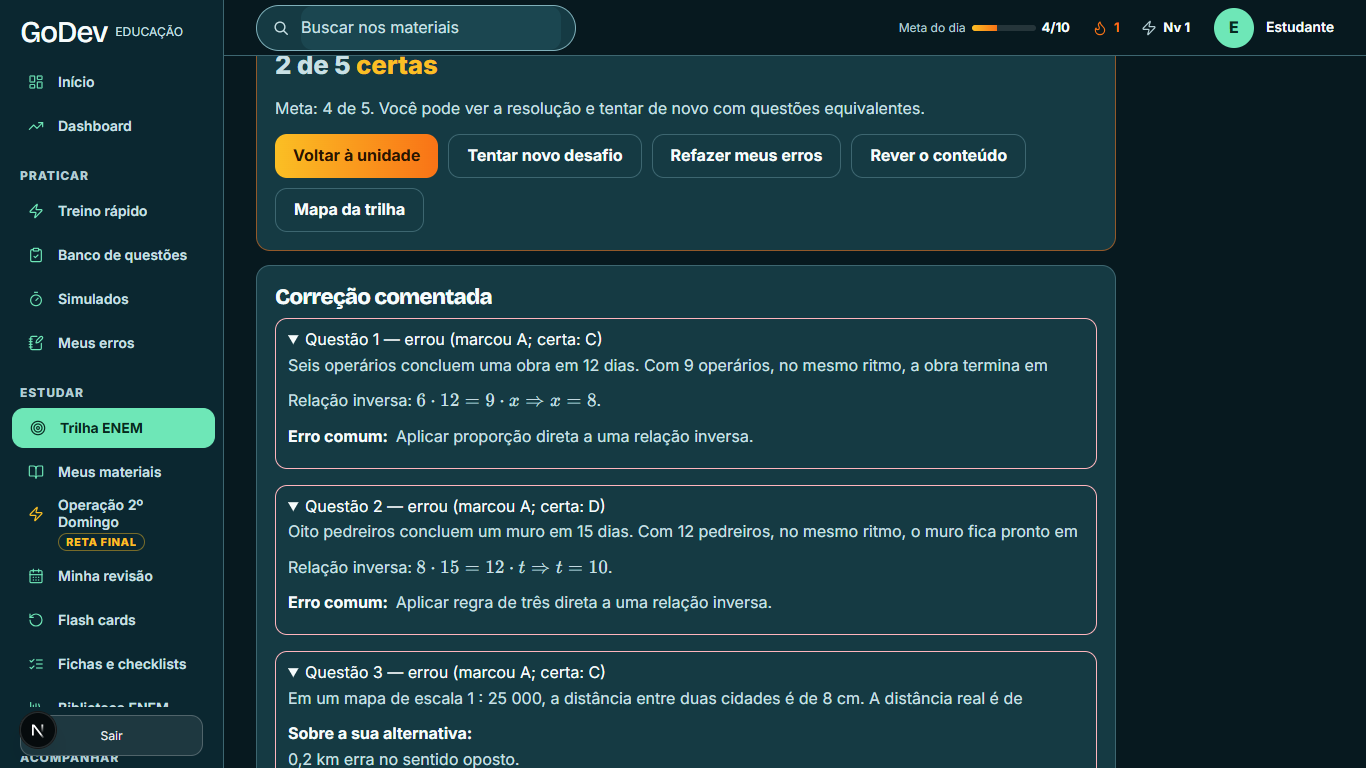 GoDev EDUCAÇÃO
Buscar nos materiais
Meta do dia 4/10 1 Nv 1 E Estudante
Início
Dashboard
PRATICAR
Treino rápido
Banco de questões
Simulados
Meus erros
ESTUDAR
Trilha ENEM
Meus materiais
Operação 2º
Domingo
RETA FINAL
Minha revisão
Flash cards
Fichas e checklists
Biblioteca ENEM
N
Sair
ACOMPANHAR
2 de 5 certas
Meta: 4 de 5. Você pode ver a resolução e tentar de novo com questões equivalentes.
Voltar à unidade
Tentar novo desafio
Refazer meus erros
Rever o conteúdo
Mapa da trilha
Correção comentada
▼ Questão 1 — errou (marcou A; certa: C)
Seis operários concluem uma obra em 12 dias. Com 9 operários, no mesmo ritmo, a obra termina em
Relação inversa: 6 · 12 = 9 · x ⇒ x = 8.
Erro comum: Aplicar proporção direta a uma relação inversa.
▼ Questão 2 — errou (marcou A; certa: D)
Oito pedreiros concluem um muro em 15 dias. Com 12 pedreiros, no mesmo ritmo, o muro fica pronto em
Relação inversa: 8 · 15 = 12 · t ⇒ t = 10.
Erro comum: Aplicar regra de três direta a uma relação inversa.
▼ Questão 3 — errou (marcou A; certa: C)
Em um mapa de escala 1 : 25 000, a distância entre duas cidades é de 8 cm. A distância real é de
Sobre a sua alternativa:
0,2 km erra no sentido oposto.